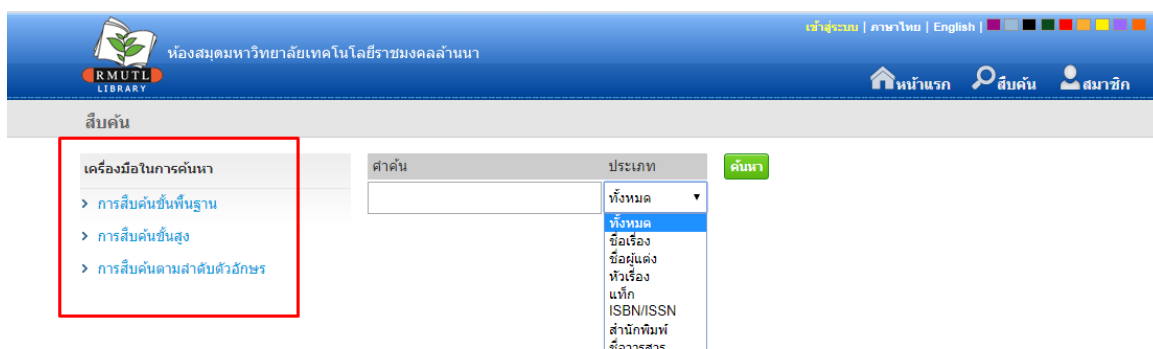 เข้าสู่ระบบ | ภาษาไทย | English |
ห้องสมุดมหาวิทยาลัยเทคโนโลยีราชมงคลล้านนา
RMUTL
LIBRARY
หน้าแรก สืบค้น สมาชิก
สืบค้น
เครื่องมือในการค้นหา
การสืบค้นขั้นพื้นฐาน
การสืบค้นขั้นสูง
การสืบค้นตามลำดับตัวอักษร
คำค้น ประเภท ค้นหา
ทั้งหมด
ทั้งหมด
ชื่อเรื่อง
ชื่อผู้แต่ง
หัวเรื่อง
แท็ก
ISBN/ISSN
สำนักพิมพ์
ชื่อวารสาร